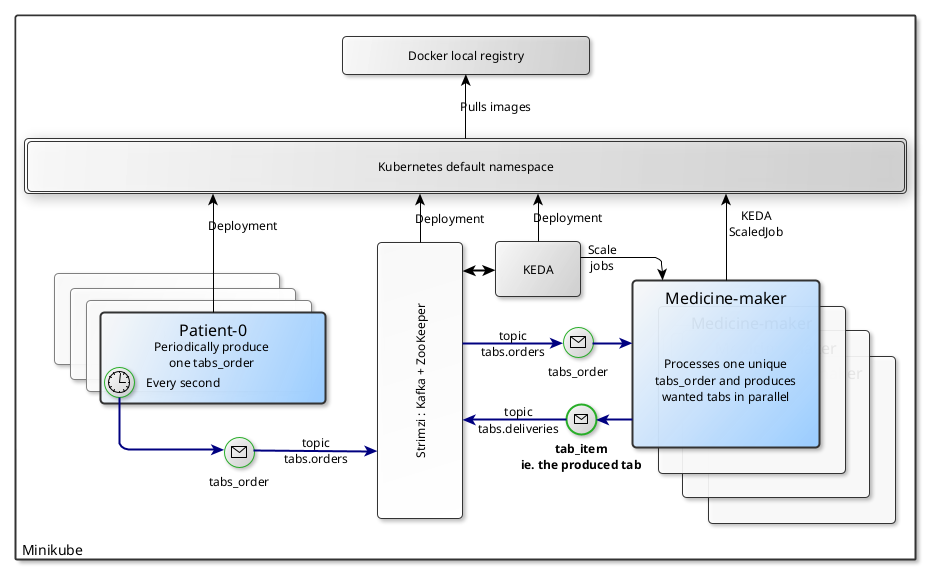 Docker local registry
Pulls images
Kubernetes default namespace
Deployment
Deployment
Deployment
KEDA
ScaledJob
KEDA
Scale
jobs
Patient-0
Periodically produce
one tabs_order
Every second
tabs_order
topic
tabs.orders
Strimzi : Kafka + ZooKeeper
topic
tabs.orders
tabs_order
topic
tabs.deliveries
tab_item
ie. the produced tab
Medicine-maker
Processes one unique
tabs_order and produces
wanted tabs in parallel
Medicine-maker
Minikube